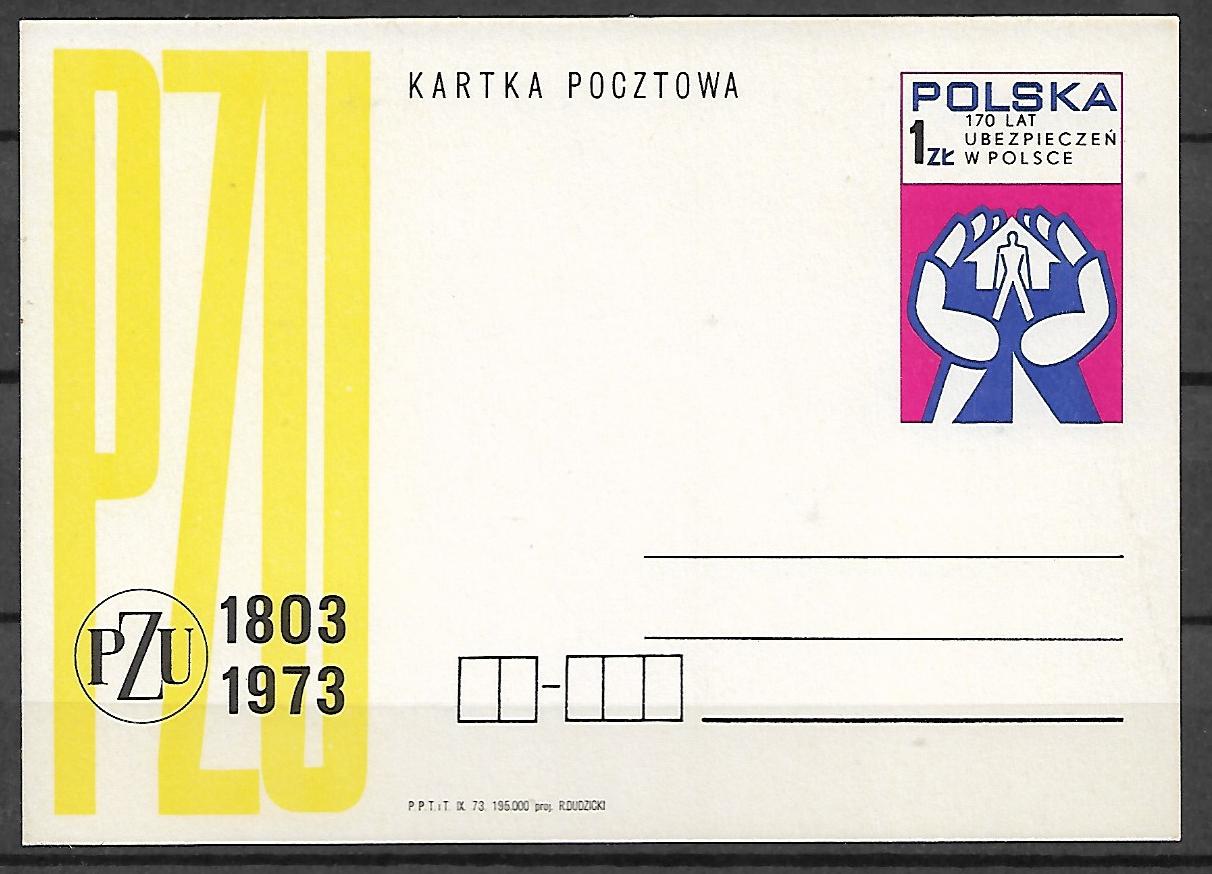 PZU
KARTKA POCZTOWA
POLSKA
1 ZŁ
170 LAT
UBEZPIECZEŃ
W POLSCE
PZU
1803
1973
P.P.T.iT. IX. 73. 195.000 proj. R.DUDZICKI